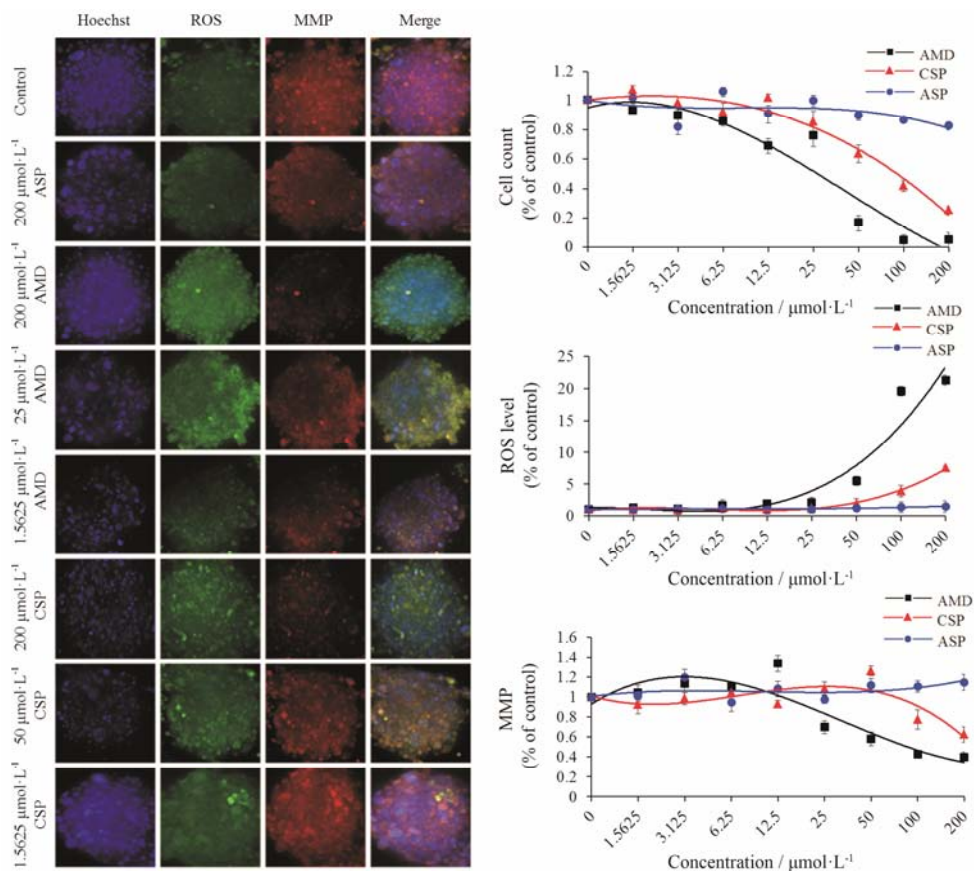 Hoechst ROS MMP Merge
Control
200 μmol·L⁻¹
ASP
200 μmol·L⁻¹
AMD
25 μmol·L⁻¹
AMD
1.5625 μmol·L⁻¹
AMD
200 μmol·L⁻¹
CSP
50 μmol·L⁻¹
CSP
1.5625 μmol·L⁻¹
CSP
AMD
CSP
ASP
Cell count
(% of control)
1.2
1
0.8
0.6
0.4
0.2
0
0 1.5625 3.125 6.25 12.5 25 50 100 200
Concentration / μmol·L⁻¹
AMD
CSP
ASP
ROS level
(% of control)
25
20
15
10
5
0
0 1.5625 3.125 6.25 12.5 25 50 100 200
Concentration / μmol·L⁻¹
AMD
CSP
ASP
MMP
(% of control)
1.6
1.4
1.2
1
0.8
0.6
0.4
0.2
0
0 1.5625 3.125 6.25 12.5 25 50 100 200
Concentration / μmol·L⁻¹